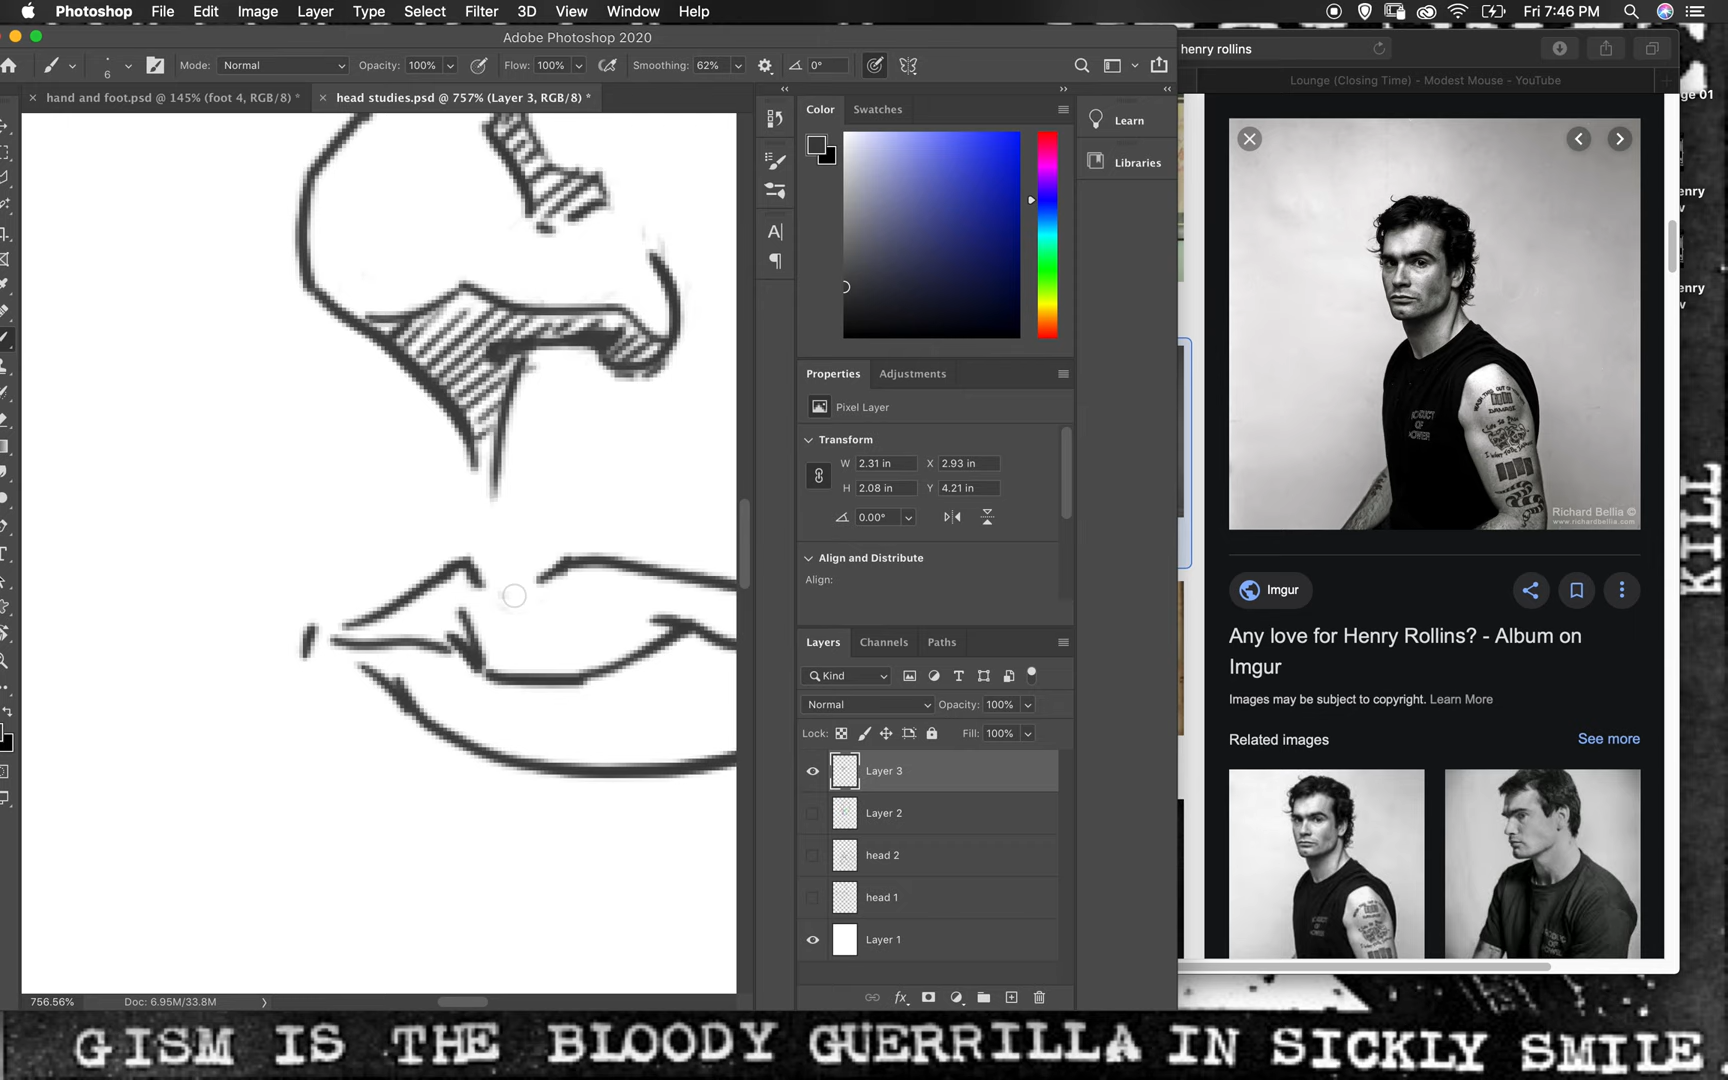 Photoshop File Edit Image Layer Type Select Filter 3D View Window Help
Fri 7:46 PM
Adobe Photoshop 2020
6
Mode: Normal Opacity: 100% Flow: 100% Smoothing: 62% 0°
hand and foot.psd @ 145% (foot 4, RGB/8) *
head studies.psd @ 757% (Layer 3, RGB/8) *
Color Swatches
Learn
Libraries
Properties Adjustments
Pixel Layer
Transform
W 2.31 in X 2.93 in
H 2.08 in Y 4.21 in
0.00°
Align and Distribute
Align:
Layers Channels Paths
Kind
Normal Opacity: 100%
Lock: Fill: 100%
Layer 3
Layer 2
head 2
head 1
Layer 1
fx
756.56% Doc: 6.95M/33.8M
henry rollins
Lounge (Closing Time) - Modest Mouse - YouTube
Richard Bellia ©
www.richardbellia.com
Imgur
Any love for Henry Rollins? - Album on
Imgur
Images may be subject to copyright. Learn More
Related images See more
KILL
GISM IS THE BLOODY GUERRILLA IN SICKLY SMILE